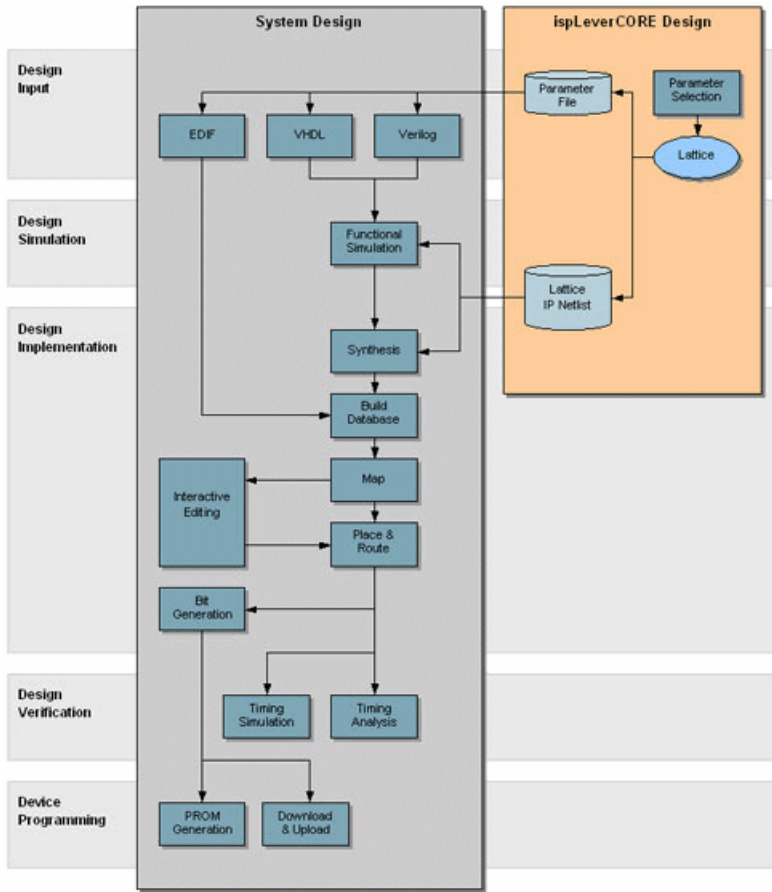 System Design
ispLeverCORE Design
Design
Input
Parameter
File
Parameter
Selection
EDIF
VHDL
Verilog
Lattice
Design
Simulation
Functional
Simulation
Lattice
IP Netlist
Design
Implementation
Synthesis
Build
Database
Map
Interactive
Editing
Place &
Route
Bit
Generation
Design
Verification
Timing
Simulation
Timing
Analysis
Device
Programming
PROM
Generation
Download
& Upload